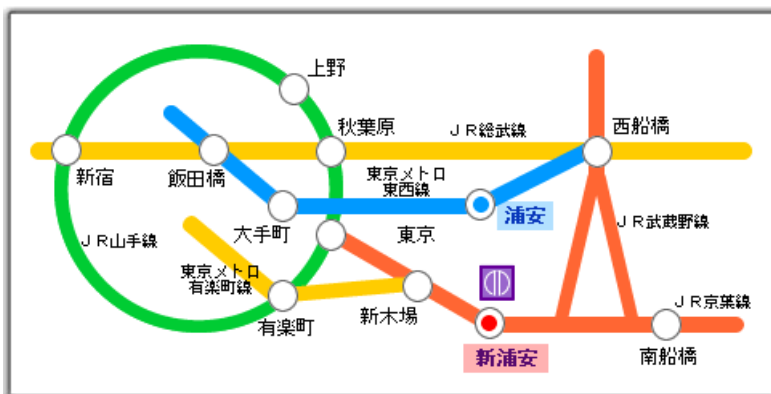 上野
秋葉原
JR総武線
西船橋
新宿
飯田橋
東京メトロ
東西線
大手町
東京
浦安
JR武蔵野線
JR山手線
東京メトロ
有楽町線
有楽町
新木場
JR京葉線
新浦安
南船橋